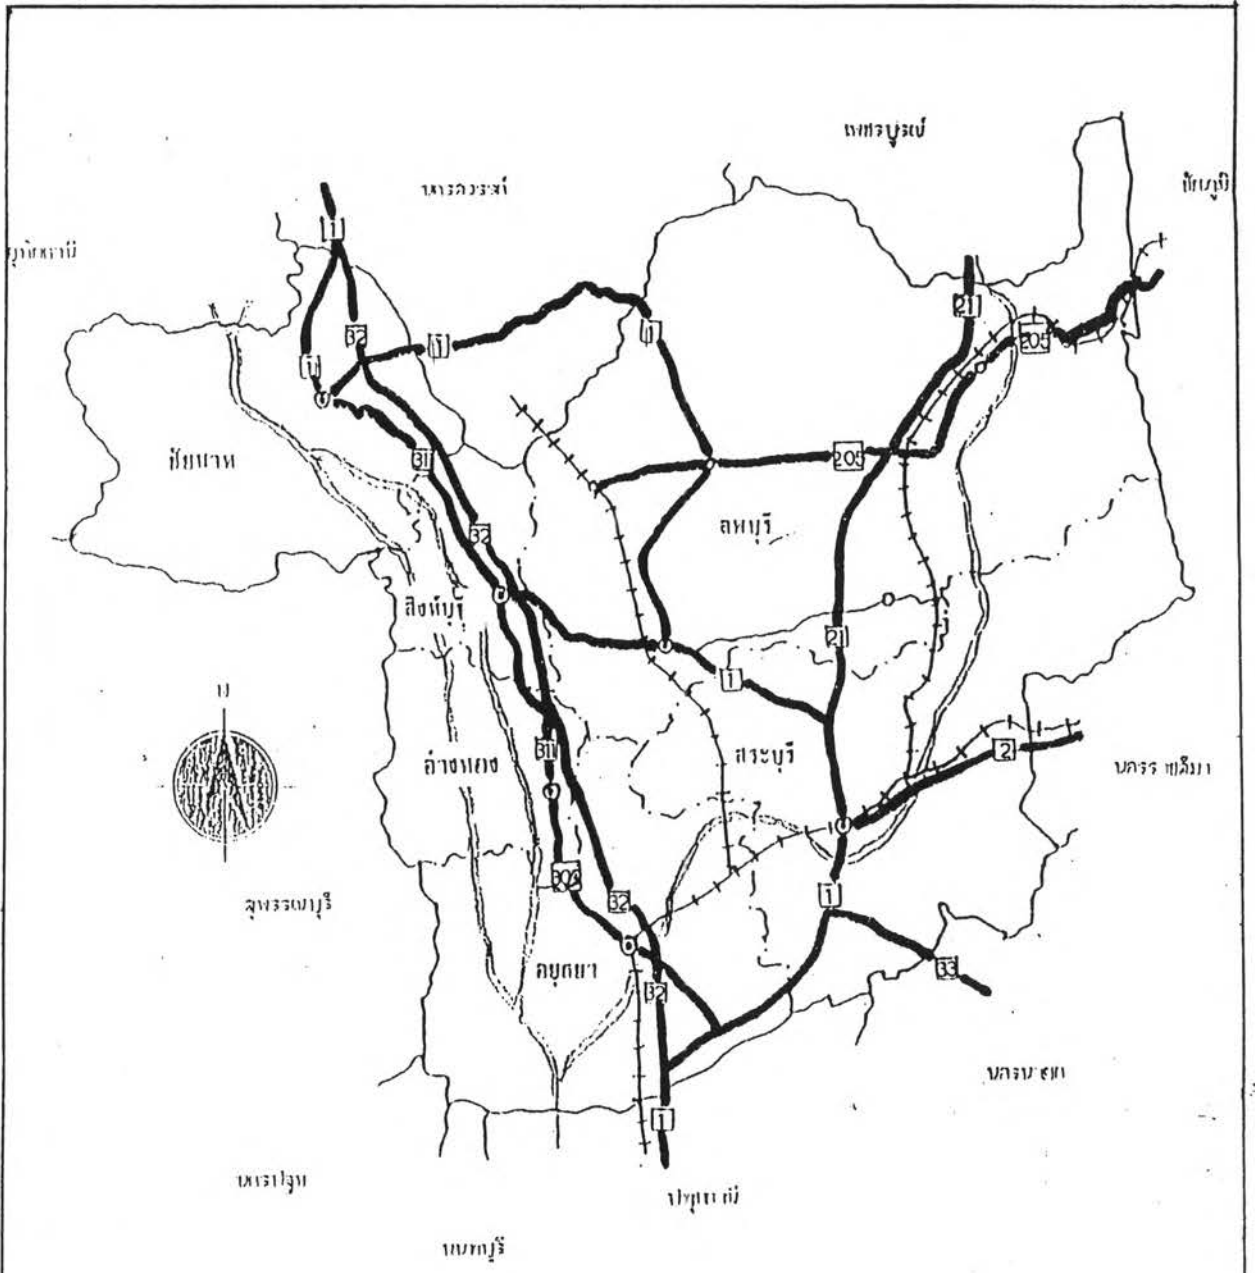 เพชรบูรณ์
นครสวรรค์
ชัยภูมิ
1
อุทัยธานี
21
32
1
1
1
205
ชัยนาท
31
205
ลพบุรี
32
สิงห์บุรี
21
1
น
311
สระบุรี
2
อ่างทอง
นครราชสีมา
309
32
1
สุพรรณบุรี
อยุธยา
33
32
นครนายก
1
นครปฐม
ปทุมธานี
นนทบุรี